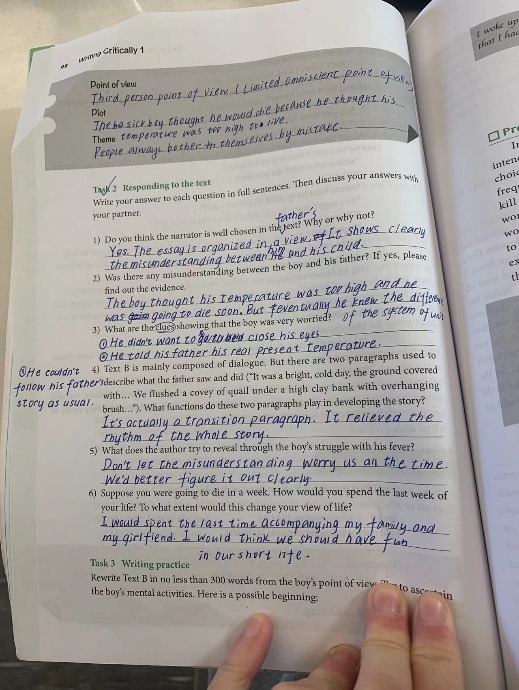 98 Writing Critically 1
I woke up
that I had
Point of view
Third person point of view (Limited omniscient point of view)
Plot
The bo sick boy thought he would die because he thought his
temperature was too high to live.
Theme
People always bother to themselves by mistake.
Task 2 Responding to the text
Write your answer to each question in full sentences. Then discuss your answers with
your partner.
1) Do you think the narrator is well chosen in the text? Why or why not?
father's
Yes. The essay is organized in a view. It shows clearly
the misunderstanding between him and his child.
2) Was there any misunderstanding between the boy and his father? If yes, please
find out the evidence.
The boy thought his temperature was too high and he
was going to die soon. But eventually he knew the different
of the system of unit
3) What are the clues showing that the boy was very worried?
① He didn't want to close his eyes
② He told his father his real present temperature.
③ He couldn't
follow his father's
story as usual.
4) Text B is mainly composed of dialogue. But there are two paragraphs used to
describe what the father saw and did ("It was a bright, cold day, the ground covered
with... We flushed a covey of quail under a high clay bank with overhanging
brush..."). What functions do these two paragraphs play in developing the story?
It's actually a transition paragraph. It relieved the
rhythm of the whole story.
5) What does the author try to reveal through the boy's struggle with his fever?
Don't let the misunderstanding worry us all the time.
We'd better figure it out clearly.
6) Suppose you were going to die in a week. How would you spend the last week of
your life? To what extent would this change your view of life?
I would spent the last time accompanying my family and
my girlfiend. I would think we should have fun
in our short life.
Task 3 Writing practice
Rewrite Text B in no less than 300 words from the boy's point of view to ascertain
the boy's mental activities. Here is a possible beginning: